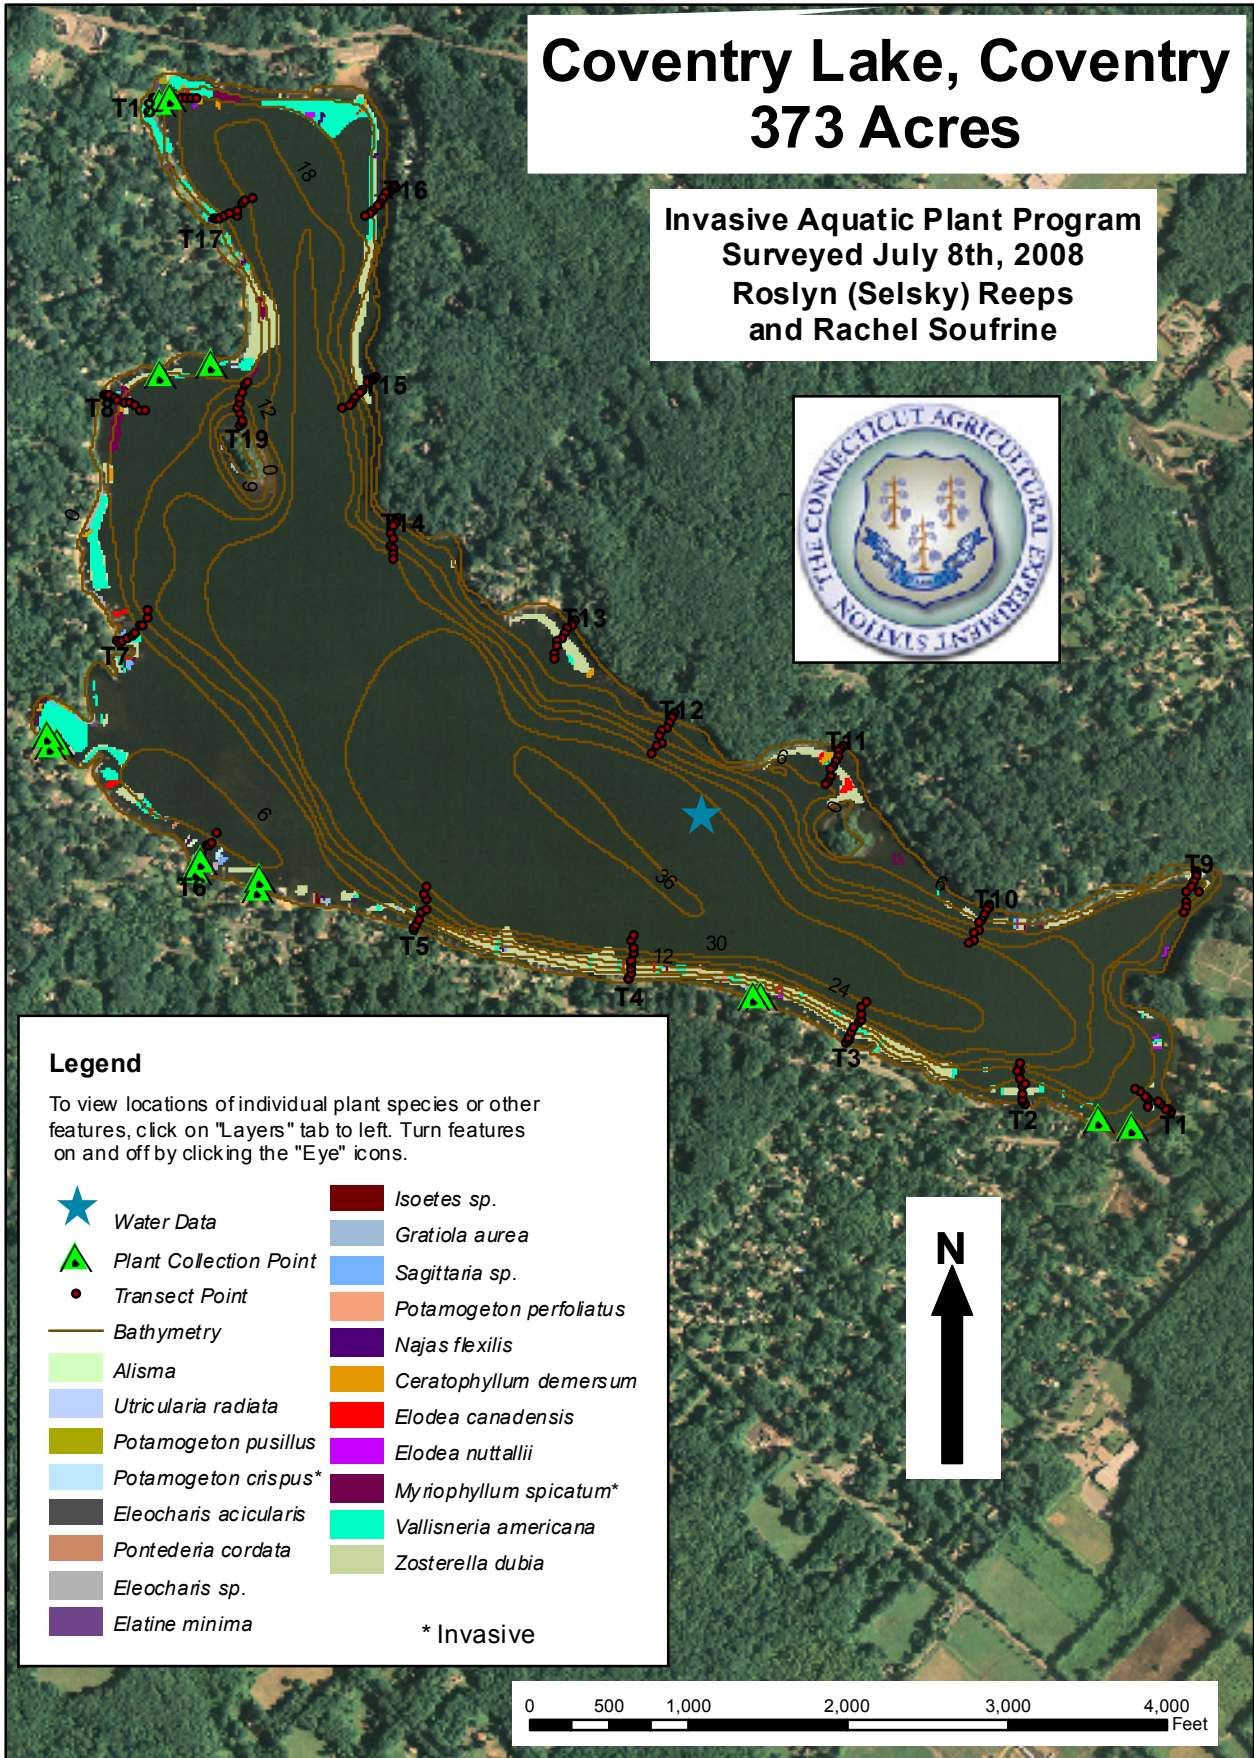 Coventry Lake, Coventry
373 Acres
Invasive Aquatic Plant Program
Surveyed July 8th, 2008
Roslyn (Selsky) Reeps
and Rachel Soufrine
THE CONNECTICUT AGRICULTURAL EXPERIMENT STATION
T18
18
T16
T17
T15
T8
12
T19
0
6
0
T14
T13
T7
T12
T11
6
0
6
36
T6
T9
6
T10
T5
30
12
24
T4
T3
T2
T1
Legend
To view locations of individual plant species or other
features, click on "Layers" tab to left. Turn features
on and off by clicking the "Eye" icons.
Water Data
Plant Collection Point
Transect Point
Bathymetry
Alisma
Utricularia radiata
Potamogeton pusillus
Potamogeton crispus*
Eleocharis acicularis
Pontederia cordata
Eleocharis sp.
Elatine minima
Isoetes sp.
Gratiola aurea
Sagittaria sp.
Potamogeton perfoliatus
Najas flexilis
Ceratophyllum demersum
Elodea canadensis
Elodea nuttallii
Myriophyllum spicatum*
Vallisneria americana
Zosterella dubia
* Invasive
N
0 500 1,000 2,000 3,000 4,000
Feet